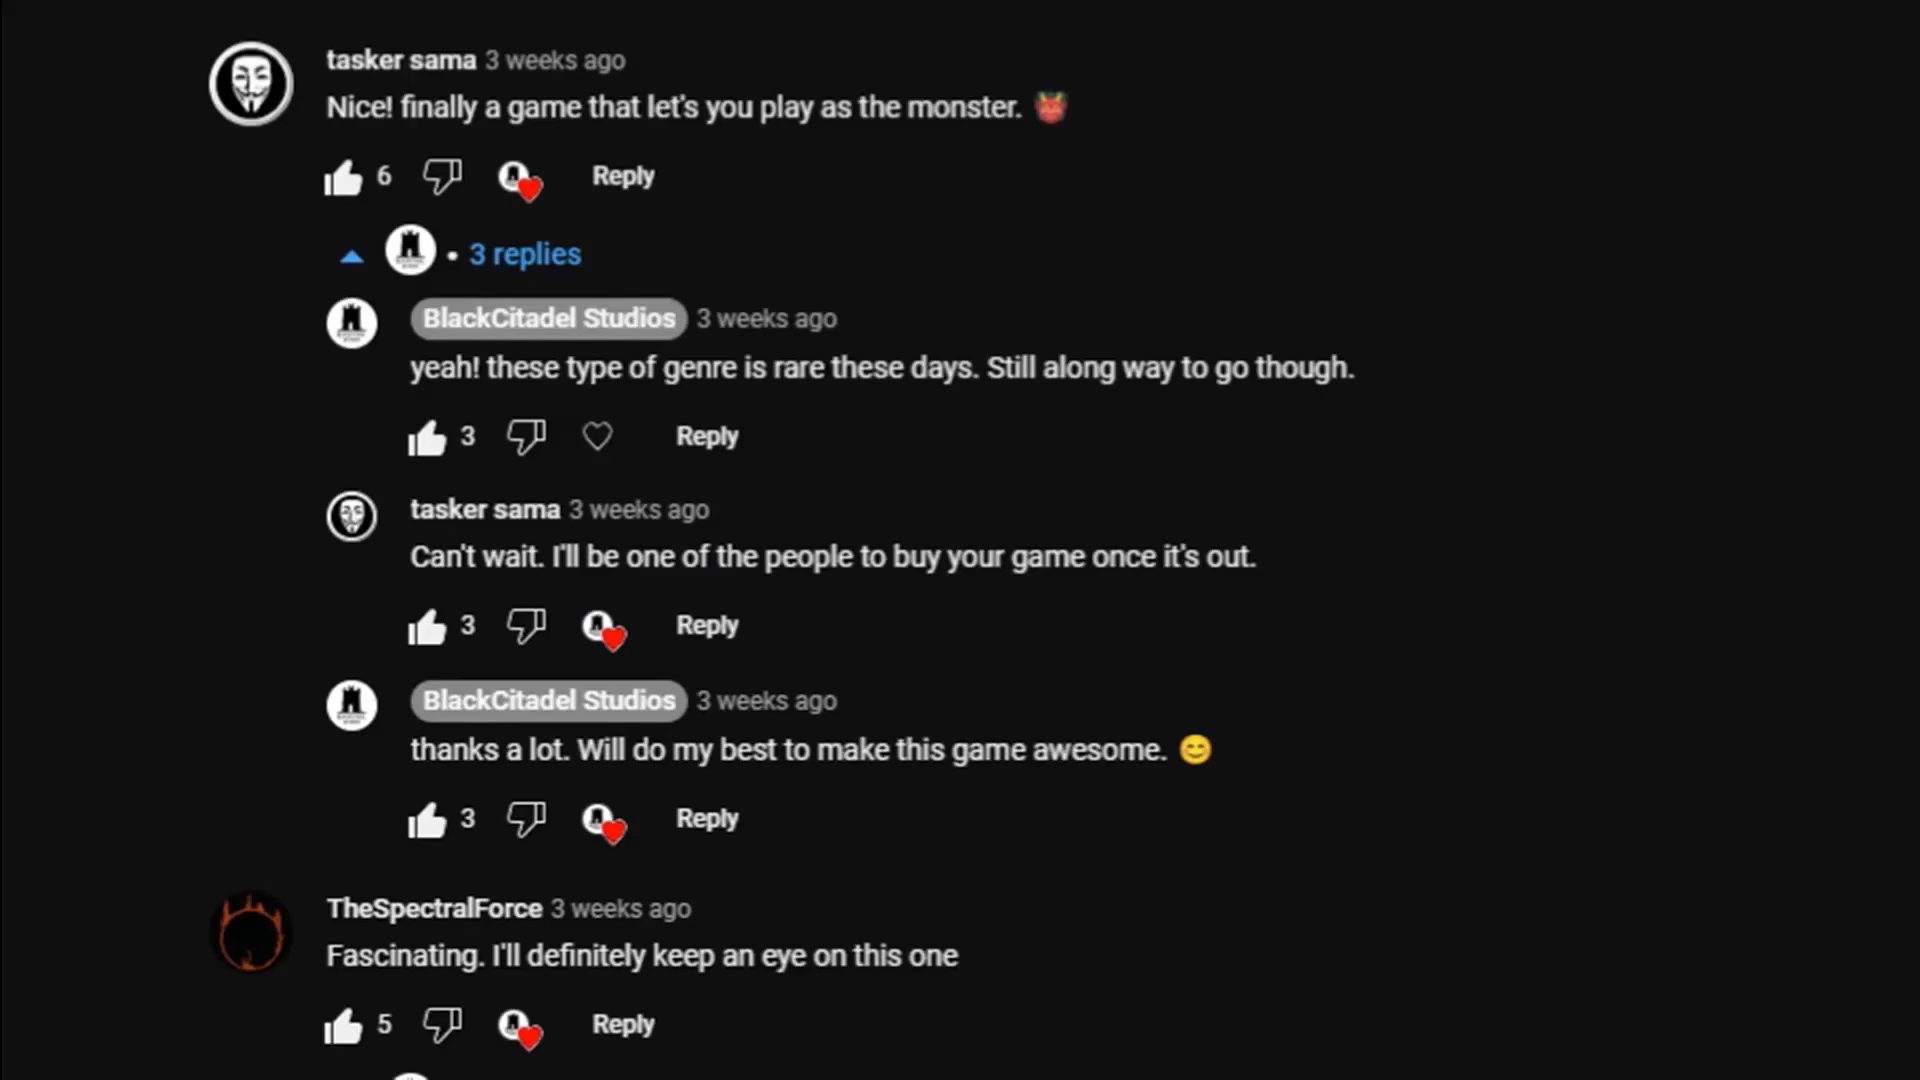 tasker sama 3 weeks ago
Nice! finally a game that let's you play as the monster. 👹
6 Reply
• 3 replies
BlackCitadel Studios 3 weeks ago
yeah! these type of genre is rare these days. Still along way to go though.
3 Reply
tasker sama 3 weeks ago
Can't wait. I'll be one of the people to buy your game once it's out.
3 Reply
BlackCitadel Studios 3 weeks ago
thanks a lot. Will do my best to make this game awesome. 😊
3 Reply
TheSpectralForce 3 weeks ago
Fascinating. I'll definitely keep an eye on this one
5 Reply